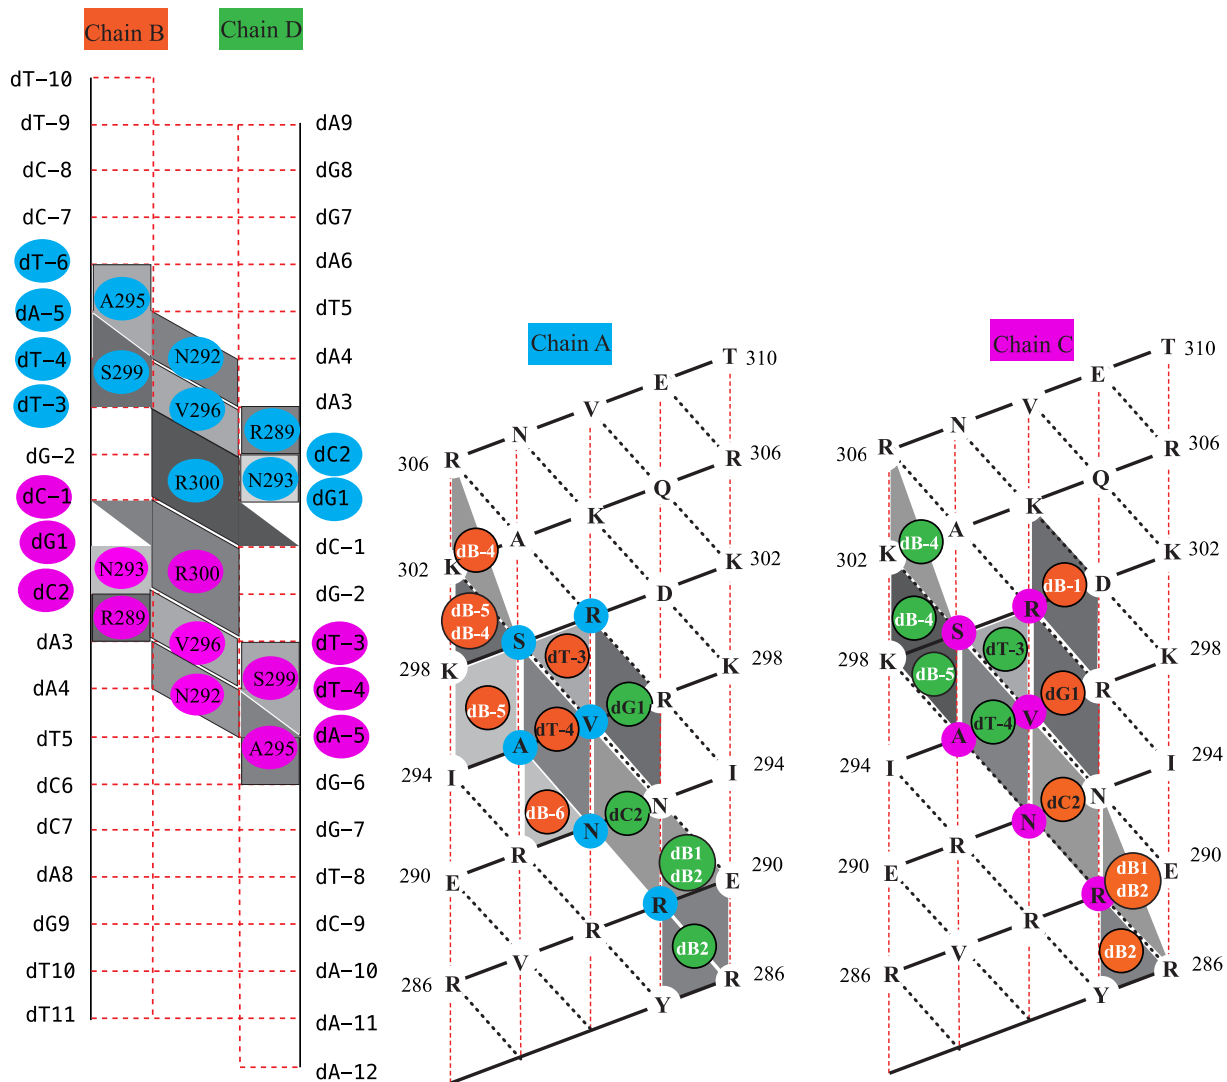 Chain B
Chain D
dT-10
dT-9
dA9
dC-8
dG8
dC-7
dG7
dT-6
dA6
A295
dA-5
dT5
dT-4
S299
N292
dA4
dT-3
V296
R289
dA3
dG-2
R300
N293
dC2
dC-1
dG1
dG1
N293
R300
dC-1
dC2
R289
dG-2
dA3
V296
dT-3
dA4
N292
S299
dT-4
dT5
A295
dA-5
dC6
dG-6
dC7
dG-7
dA8
dT-8
dG9
dC-9
dT10
dA-10
dT11
dA-11
dA-12
Chain A
T 310
E
V
N
306 R
R 306
Q
K
A
dB-4
302 K
K 302
D
R
dB-5
dB-4
S
dT-3
298 K
K 298
R
dG1
dB-5
V
dT-4
A
294 I
I 294
N
dC2
dB-6
N
R
dB1
dB2
290 E
E 290
R
R
V
dB2
286 R
R 286
Y
Chain C
T 310
E
V
N
306 R
R 306
Q
K
A
dB-4
302 K
K 302
D
dB-1
R
dB-4
S
dT-3
298 K
K 298
dB-5
R
dG1
V
dT-4
A
294 I
I 294
N
dC2
N
R
290 E
E 290
dB1
dB2
R
R
V
dB2
286 R
R 286
Y